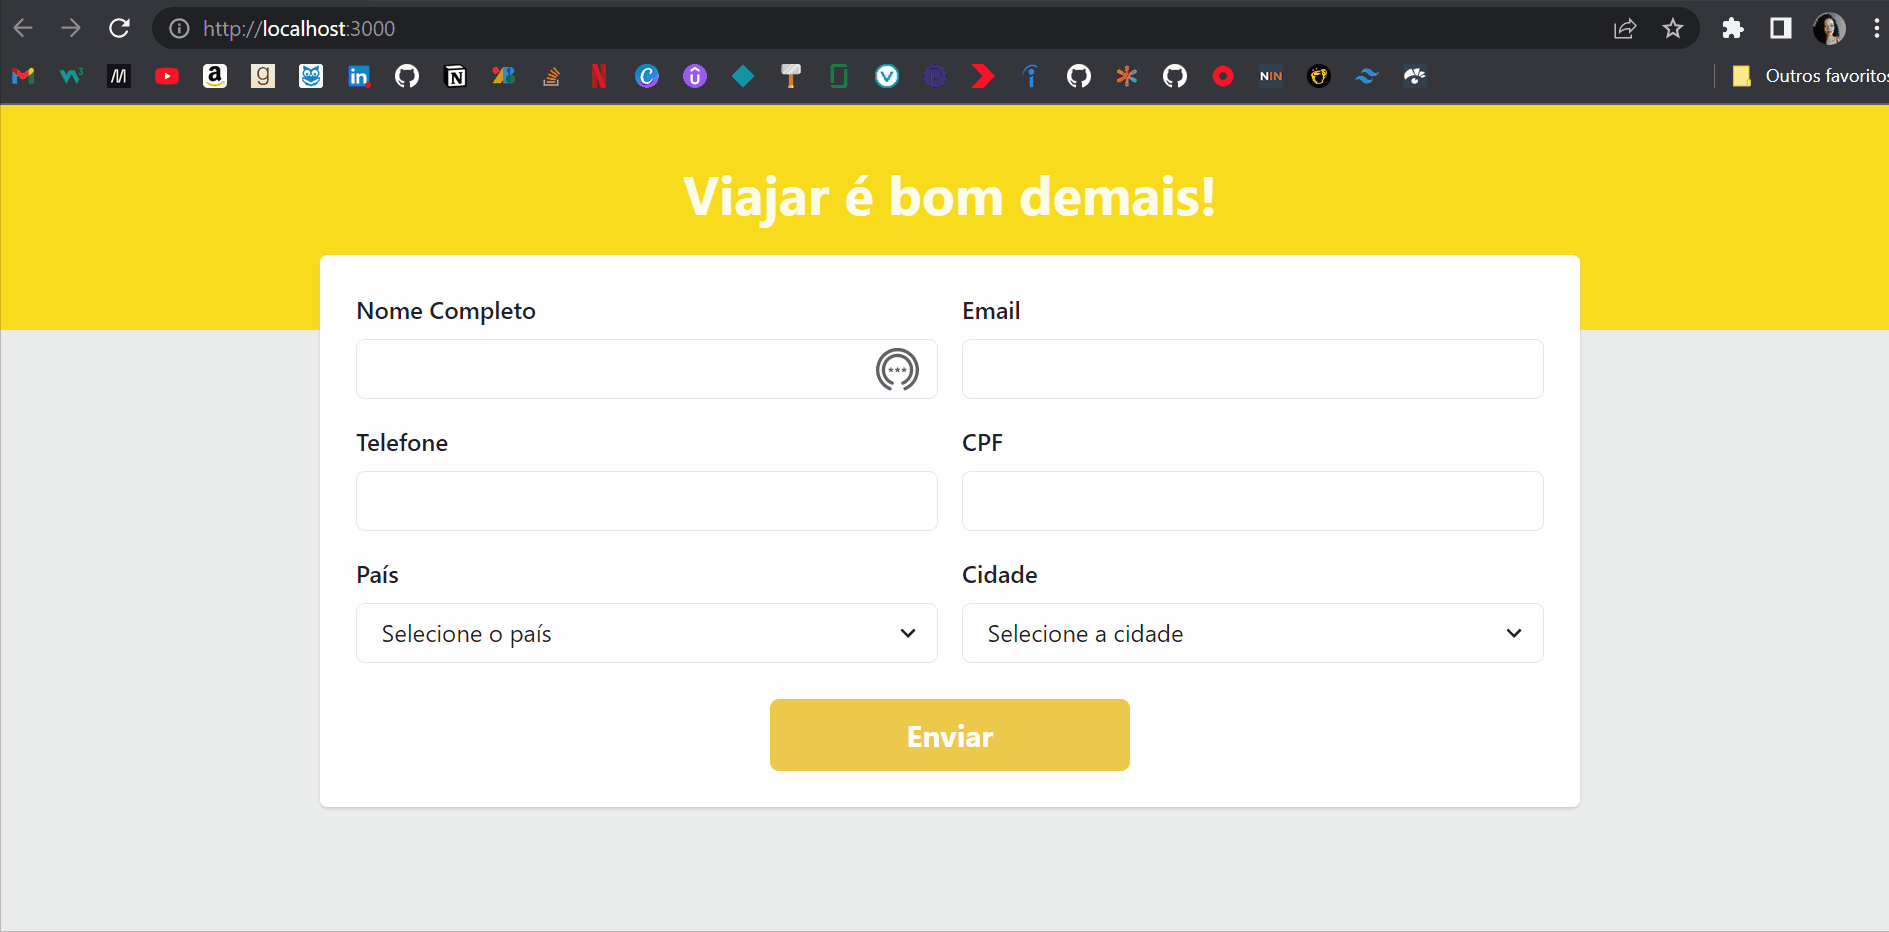 http://localhost:3000
NIN
Outros favoritos
Viajar é bom demais!
Nome Completo
Email
Telefone
CPF
País
Cidade
Selecione o país
Selecione a cidade
Enviar